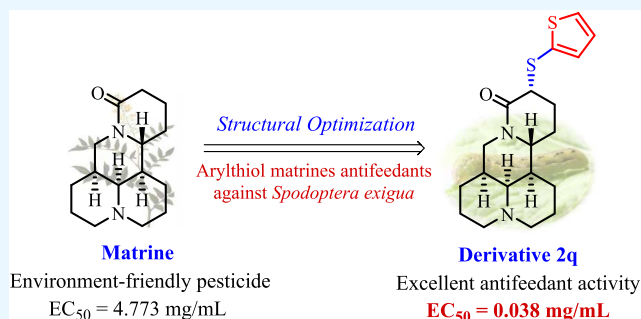 S
S
O
N
H
H
H
H
N
Structural Optimization
Arylthiol matrines antifeedants
against Spodoptera exigua
O
N
H
H
H
H
N
Matrine
Environment-friendly pesticide
EC50 = 4.773 mg/mL
Derivative 2q
Excellent antifeedant activity
EC50 = 0.038 mg/mL